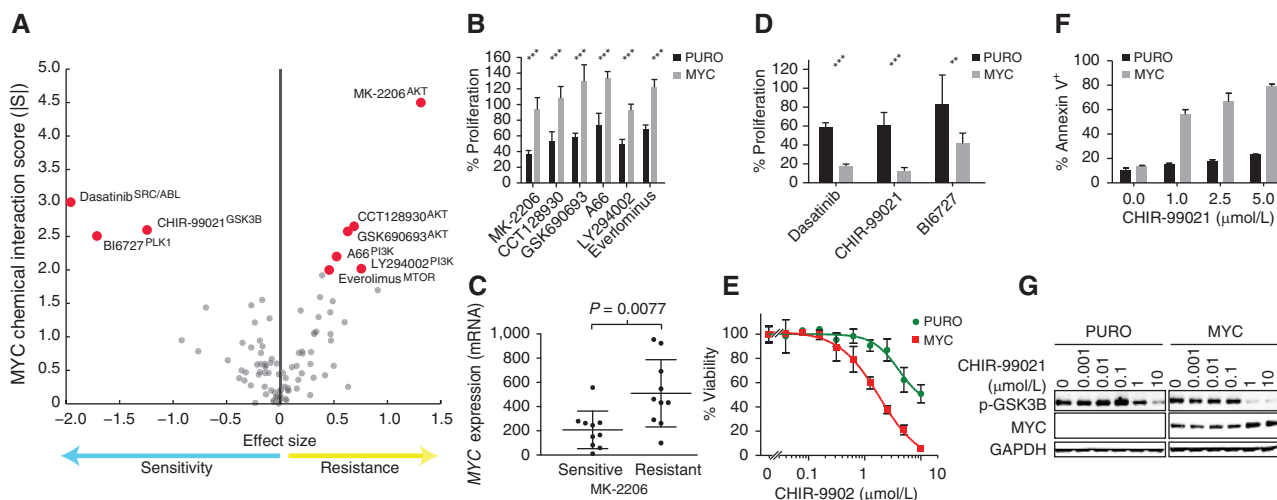 A
MYC chemical interaction score (|S|)
5.0
4.5
4.0
3.5
3.0
2.5
2.0
1.5
1.0
0.5
0
−2.0
−1.5
−1.0
−0.5
0.0
0.5
1.0
1.5
MK-2206AKT
DasatinibSRC/ABL
CHIR-99021GSK3B
BI6727PLK1
CCT128930AKT
GSK690693AKT
A66PI3K
LY294002PI3K
EverolimusMTOR
Effect size
Sensitivity
Resistance
B
*** *** *** *** *** ***
PURO
MYC
% Proliferation
160
140
120
100
80
60
40
20
0
MK-2206
CCT128930
GSK690693
A66
LY294002
Everlominus
C
P = 0.0077
MYC expression (mRNA)
1,000
800
600
400
200
0
Sensitive
Resistant
MK-2206
D
*** *** **
PURO
MYC
% Proliferation
120
100
80
60
40
20
0
Dasatinib
CHIR-99021
BI6727
E
PURO
MYC
% Viability
100
80
60
40
20
0
0
0.1
1
10
CHIR-9902 (μmol/L)
F
PURO
MYC
% Annexin V+
100
80
60
40
20
0
0.0
1.0
2.5
5.0
CHIR-99021 (μmol/L)
G
PURO
MYC
CHIR-99021
(μmol/L)
0 0.001 0.01 0.1 1 10
0 0.001 0.01 0.1 1 10
p-GSK3B
MYC
GAPDH